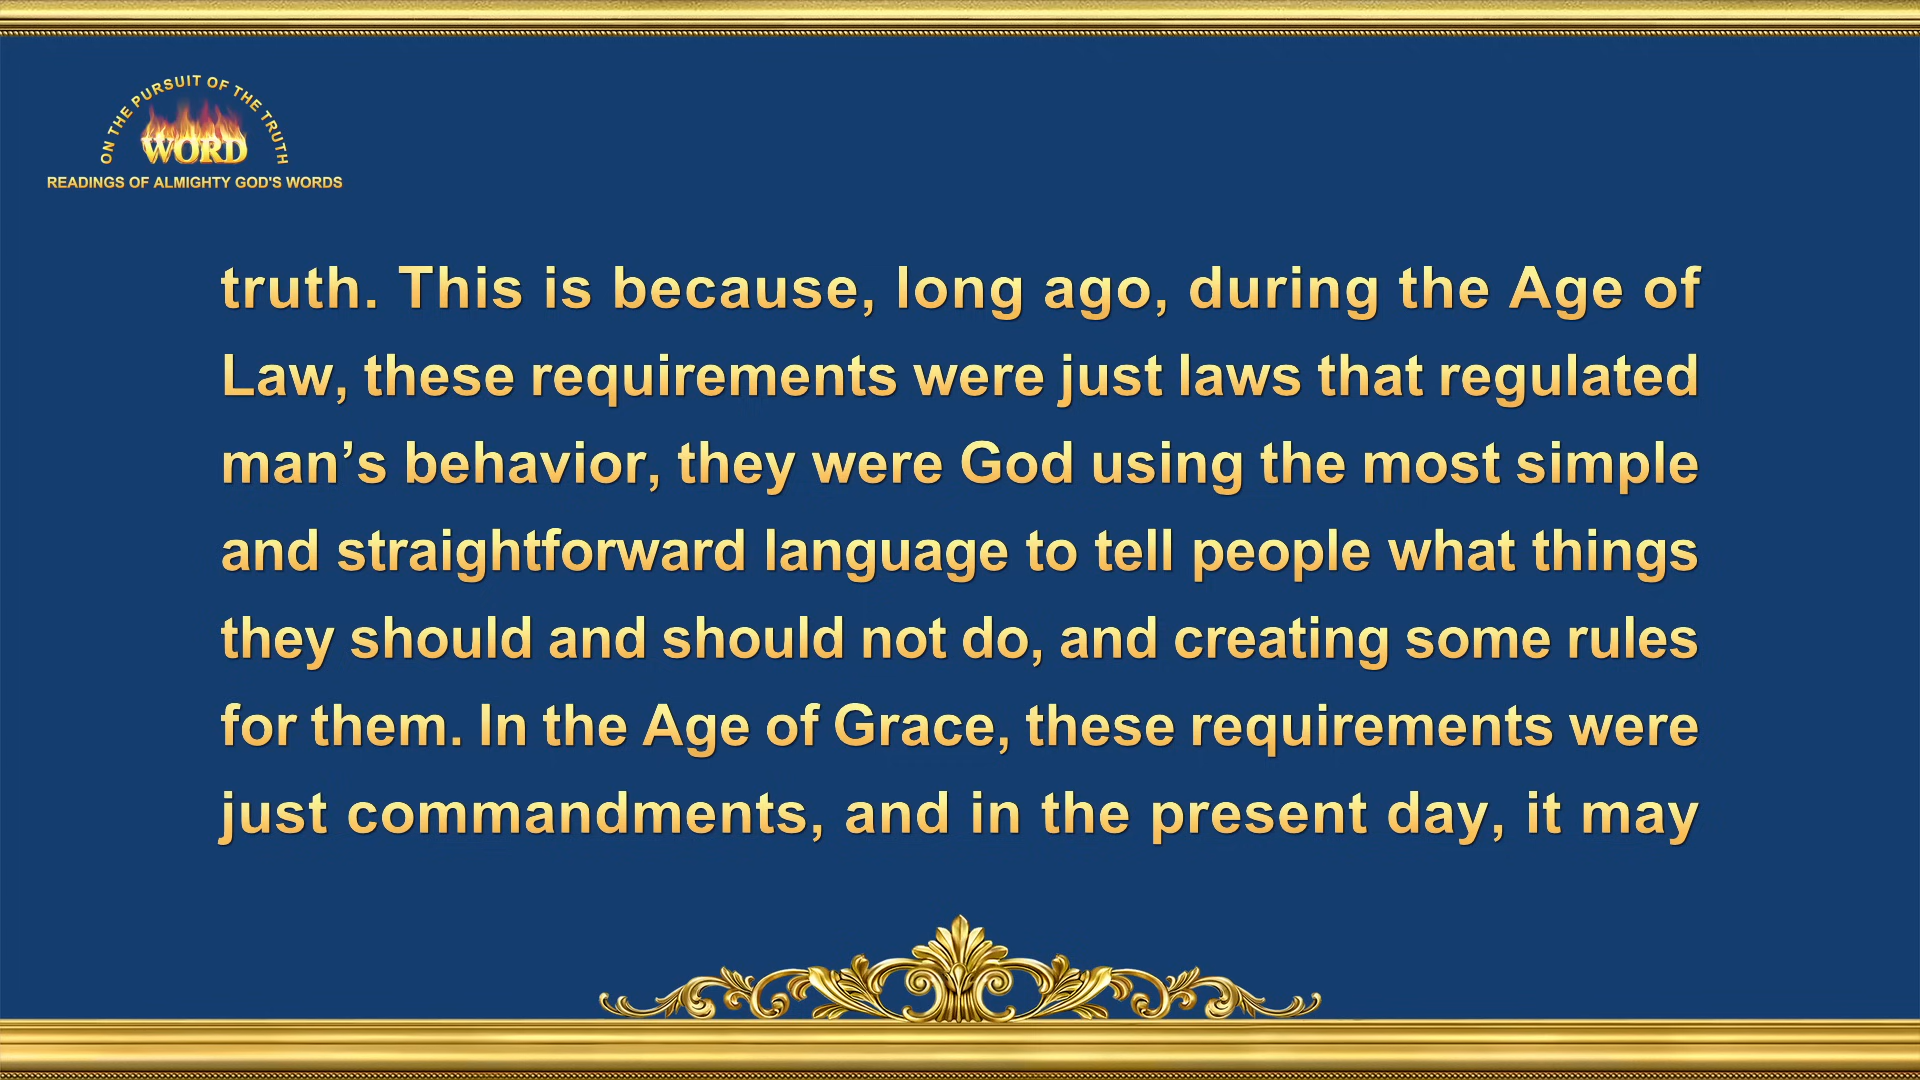 ON THE PURSUIT OF THE TRUTH
WORD
READINGS OF ALMIGHTY GOD'S WORDS
truth. This is because, long ago, during the Age of
Law, these requirements were just laws that regulated
man’s behavior, they were God using the most simple
and straightforward language to tell people what things
they should and should not do, and creating some rules
for them. In the Age of Grace, these requirements were
just commandments, and in the present day, it may